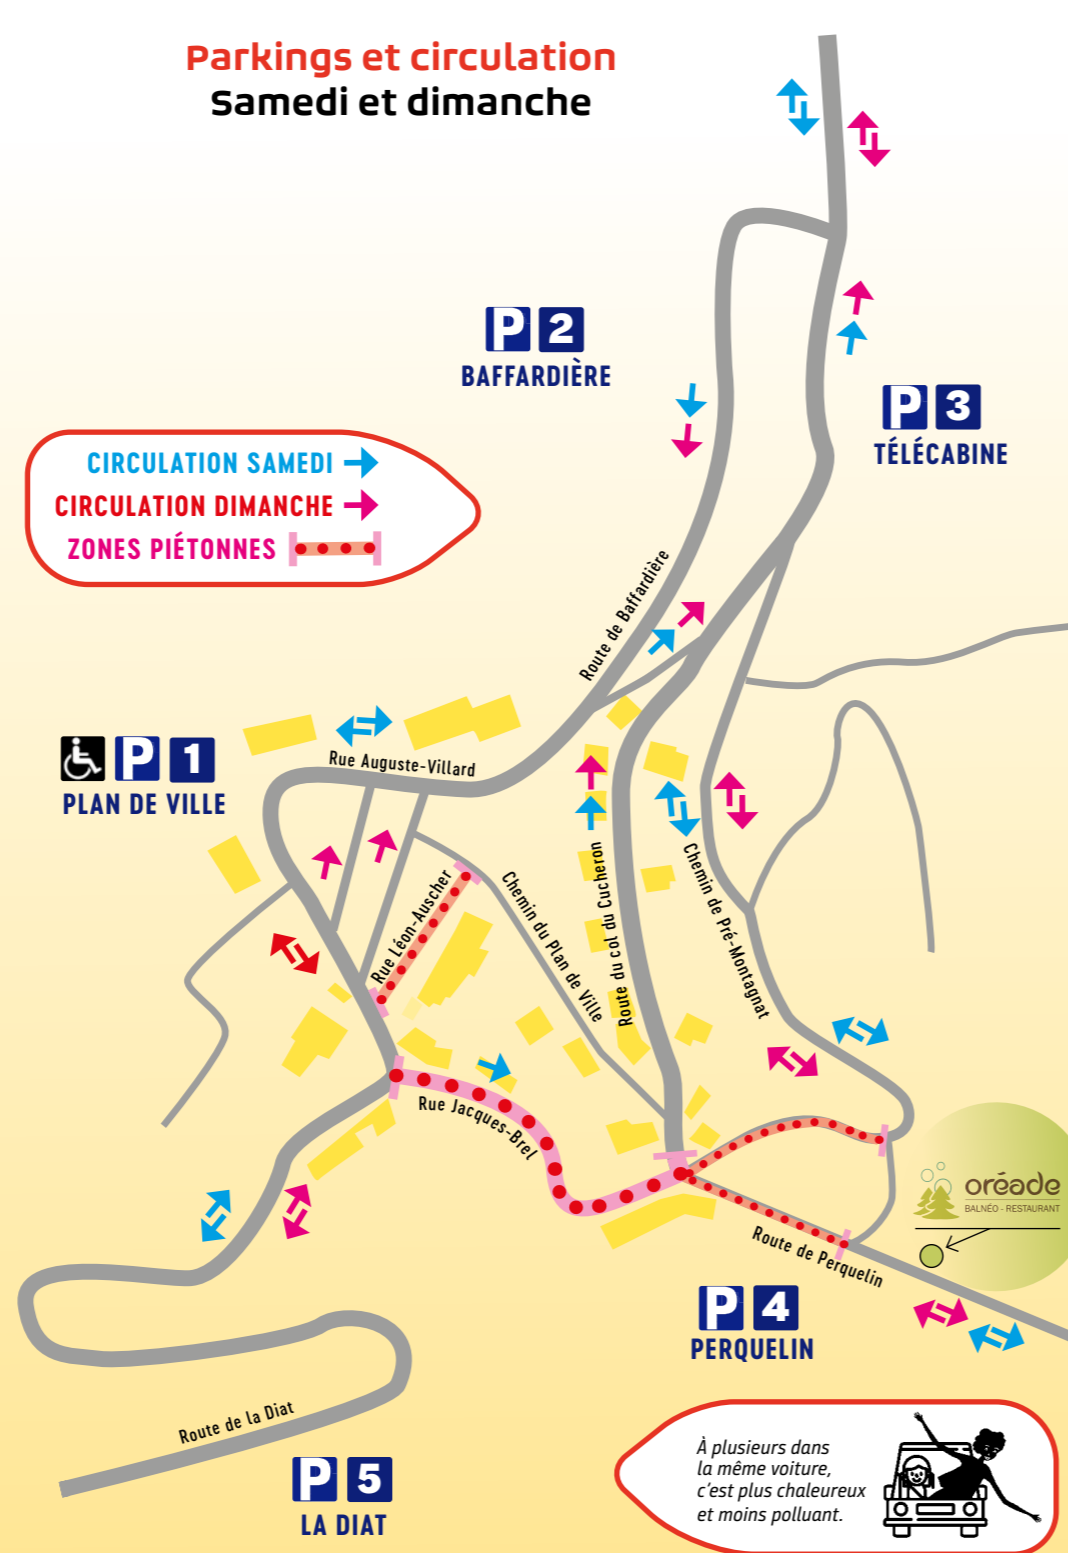 Parkings et circulation
Samedi et dimanche
P 2
BAFFARDIÈRE
P 3
TÉLÉCABINE
CIRCULATION SAMEDI
CIRCULATION DIMANCHE
ZONES PIÉTONNES
Route de Baffardière
P 1
PLAN DE VILLE
Rue Auguste-Villard
Rue Léon-Auscher
Chemin du Plan de Ville
Route du col du Cucheron
Chemin de Pré-Montagnat
Rue Jacques-Brel
oréade
BALNÉO - RESTAURANT
Route de Perquelin
P 4
PERQUELIN
Route de la Diat
P 5
LA DIAT
À plusieurs dans
la même voiture,
c'est plus chaleureux
et moins polluant.